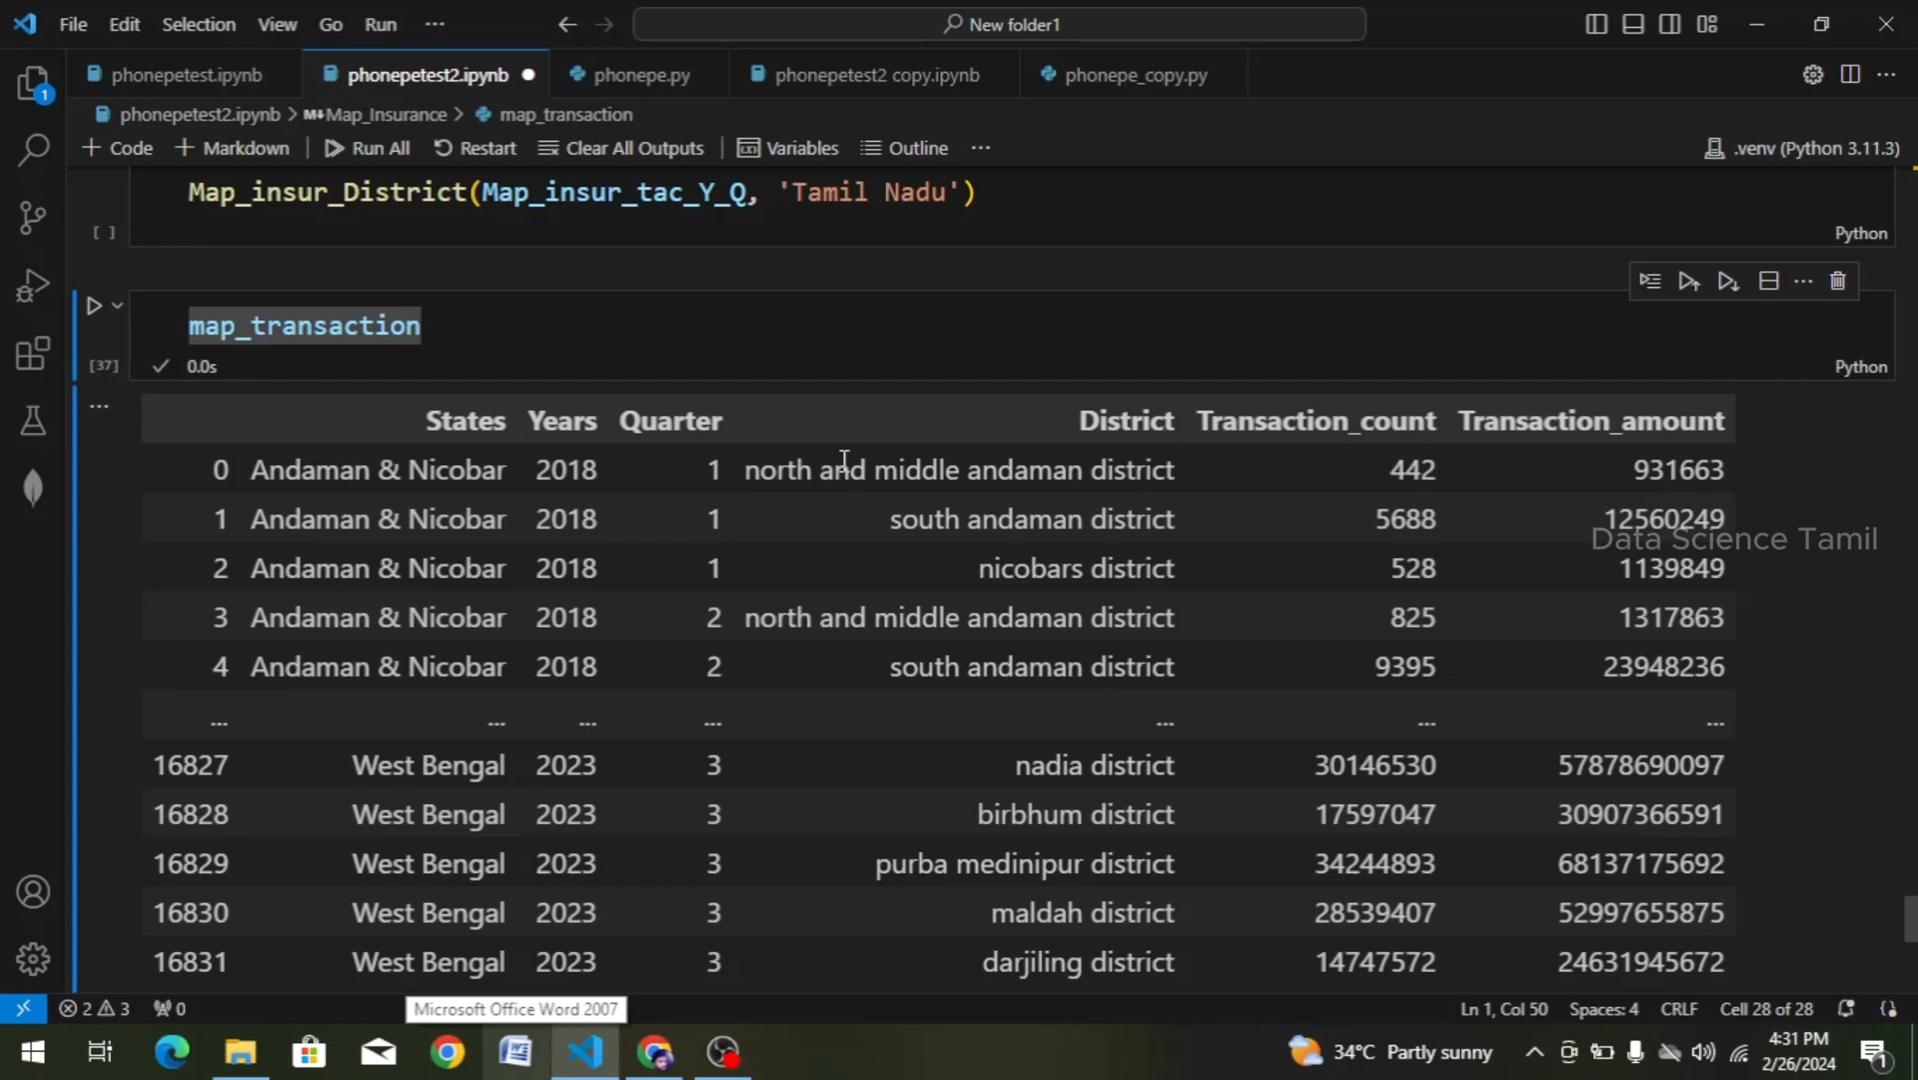 File Edit Selection View Go Run ··· New folder1
phonepetest.ipynb phonepetest2.ipynb phonepe.py phonepetest2 copy.ipynb phonepe_copy.py
phonepetest2.ipynb > M↓Map_Insurance > map_transaction
+ Code + Markdown Run All Restart Clear All Outputs Variables Outline ··· .venv (Python 3.11.3)
Map_insur_District(Map_insur_tac_Y_Q, 'Tamil Nadu')
[ ] Python
map_transaction
[37] 0.0s Python
States Years Quarter District Transaction_count Transaction_amount
0 Andaman & Nicobar 2018 1 north and middle andaman district 442 931663
1 Andaman & Nicobar 2018 1 south andaman district 5688 12560249
Data Science Tamil
2 Andaman & Nicobar 2018 1 nicobars district 528 1139849
3 Andaman & Nicobar 2018 2 north and middle andaman district 825 1317863
4 Andaman & Nicobar 2018 2 south andaman district 9395 23948236
... ... ... ... ... ... ...
16827 West Bengal 2023 3 nadia district 30146530 57878690097
16828 West Bengal 2023 3 birbhum district 17597047 30907366591
16829 West Bengal 2023 3 purba medinipur district 34244893 68137175692
16830 West Bengal 2023 3 maldah district 28539407 52997655875
16831 West Bengal 2023 3 darjiling district 14747572 24631945672
2 3 0 Microsoft Office Word 2007 Ln 1, Col 50 Spaces: 4 CRLF Cell 28 of 28
34°C Partly sunny 4:31 PM
2/26/2024
1